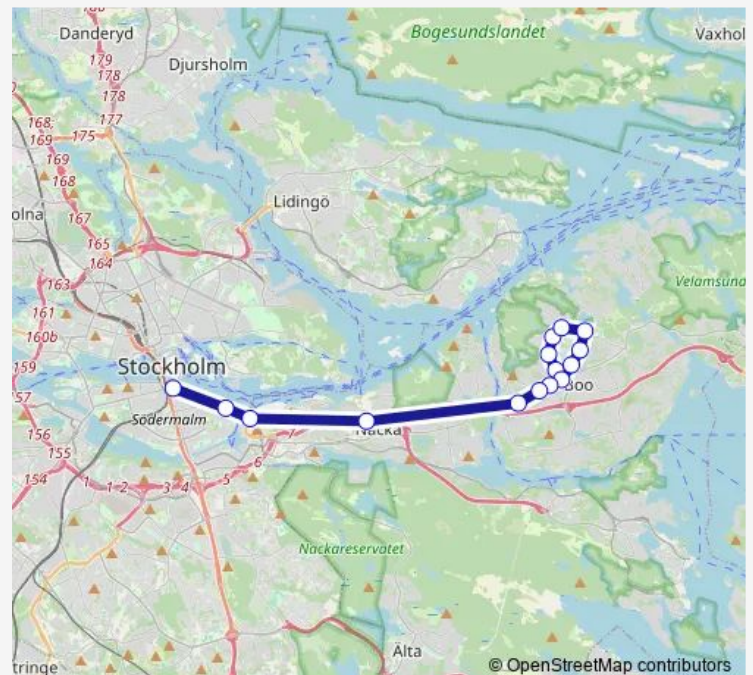 Danderyd
Bogesundslandet
Vaxhol
179
178
178
177
Djursholm
168;
169
175
169
168
Lidingö
olna
167
165
164
Velamsund
163
161
160b
Stockholm
159
Boo
157
Södermalm
Nacka
156
155
6
5
154
1
1 2
3 4
Nackareservatet
Älta
tringe
© OpenStreetMap contributors